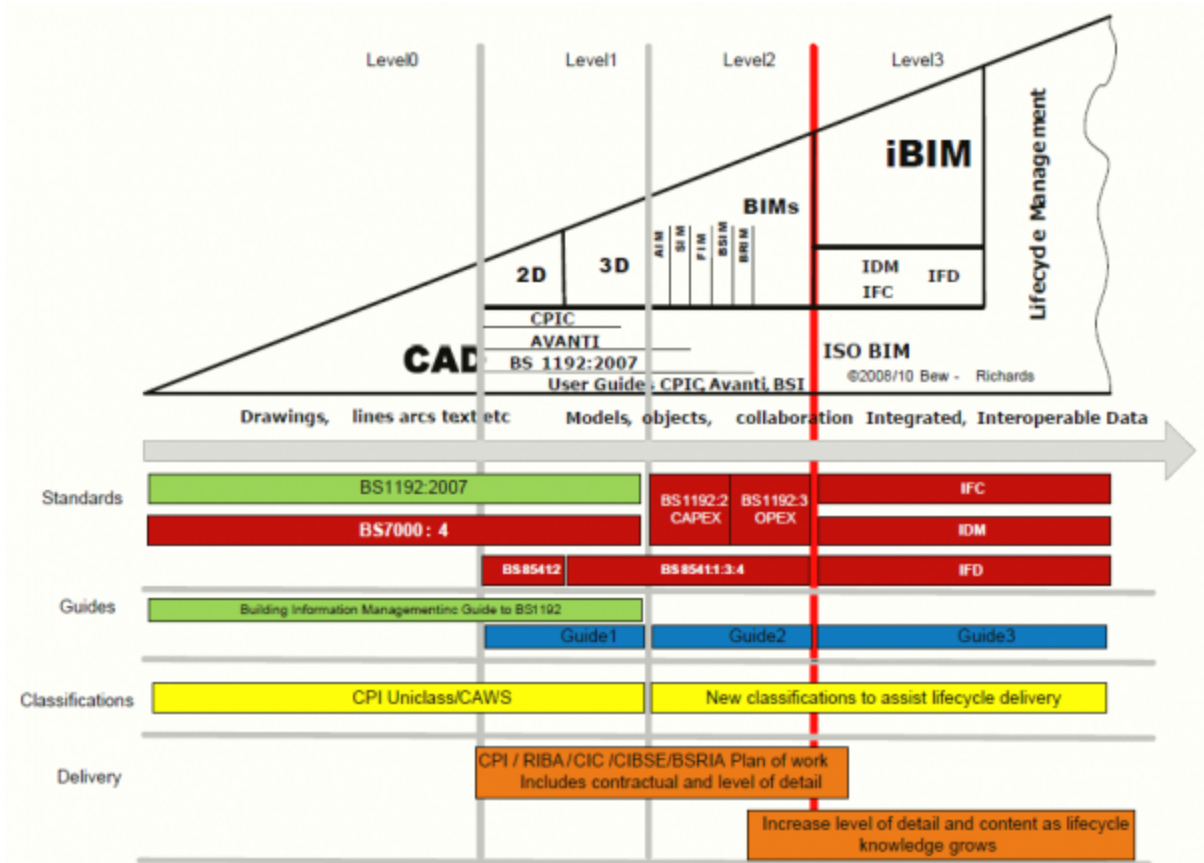 Level0
Level1
Level2
Level3
iBIM
Lifecycle Management
BIMs
AIM
SIM
FIM
BSIM
BRIM
2D
3D
IDM
IFD
IFC
CPIC
AVANTI
CAD
BS 1192:2007
ISO BIM
User Guides CPIC, Avanti, BSI
©2008/10 Bew - Richards
Drawings, lines arcs text etc
Models, objects, collaboration
Integrated, Interoperable Data
Standards
BS1192:2007
BS1192:2
CAPEX
BS1192:3
OPEX
IFC
BS7000 : 4
IDM
BS8541:2
BS8541:1:3:4
IFD
Guides
Building Information Managementinc Guide to BS1192
Guide1
Guide2
Guide3
Classifications
CPI Uniclass/CAWS
New classifications to assist lifecycle delivery
Delivery
CPI / RIBA /CIC /CIBSE/BSRIA Plan of work
Includes contractual and level of detail
Increase level of detail and content as lifecycle
knowledge grows